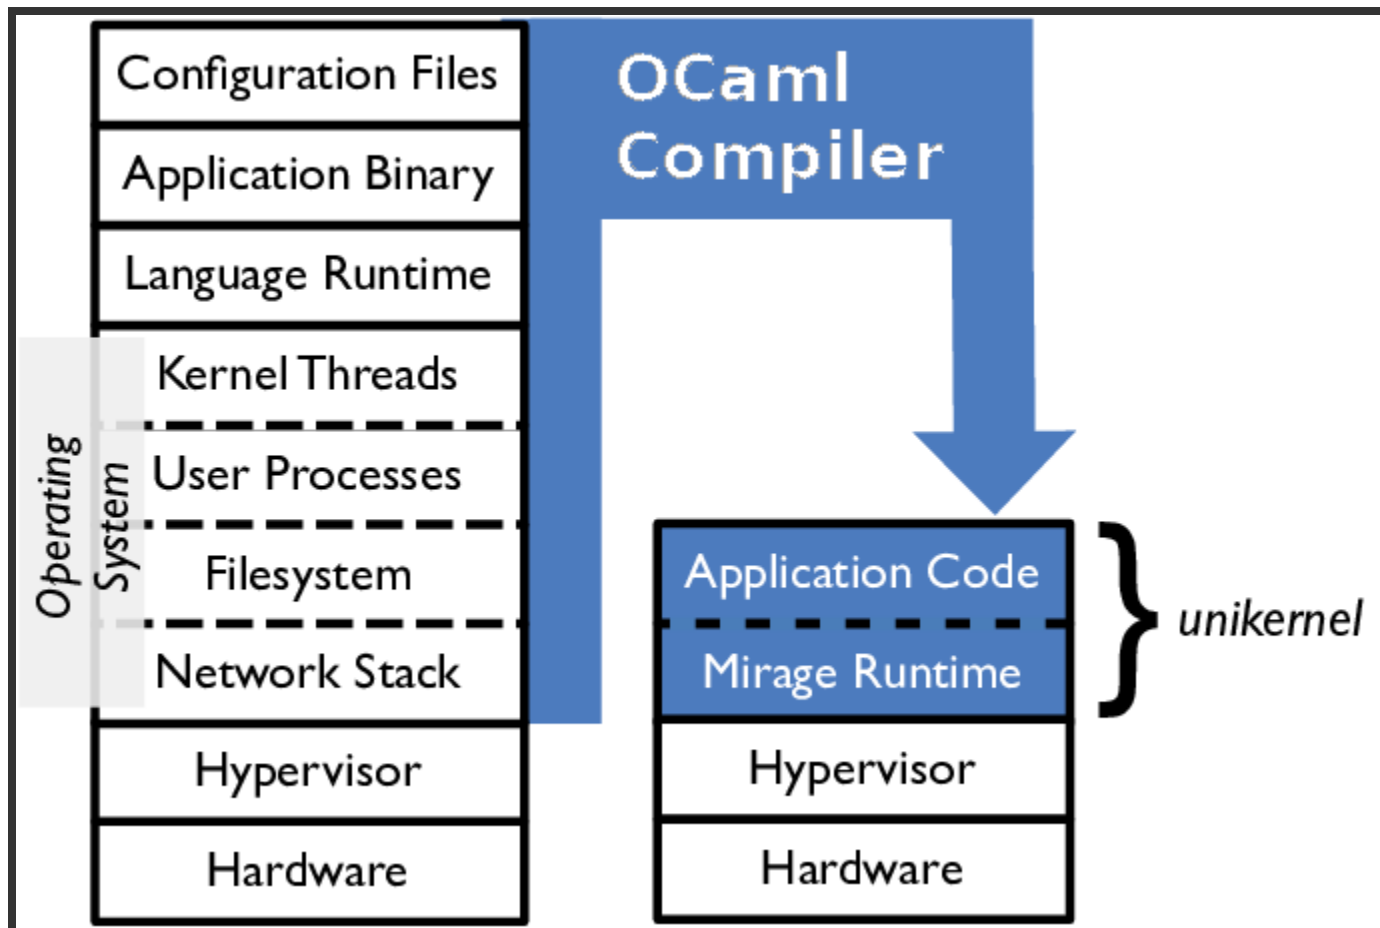 Configuration Files
Application Binary
Language Runtime
Kernel Threads
User Processes
Filesystem
Network Stack
Hypervisor
Hardware
Operating
System
OCaml
Compiler
Application Code
Mirage Runtime
Hypervisor
Hardware
unikernel